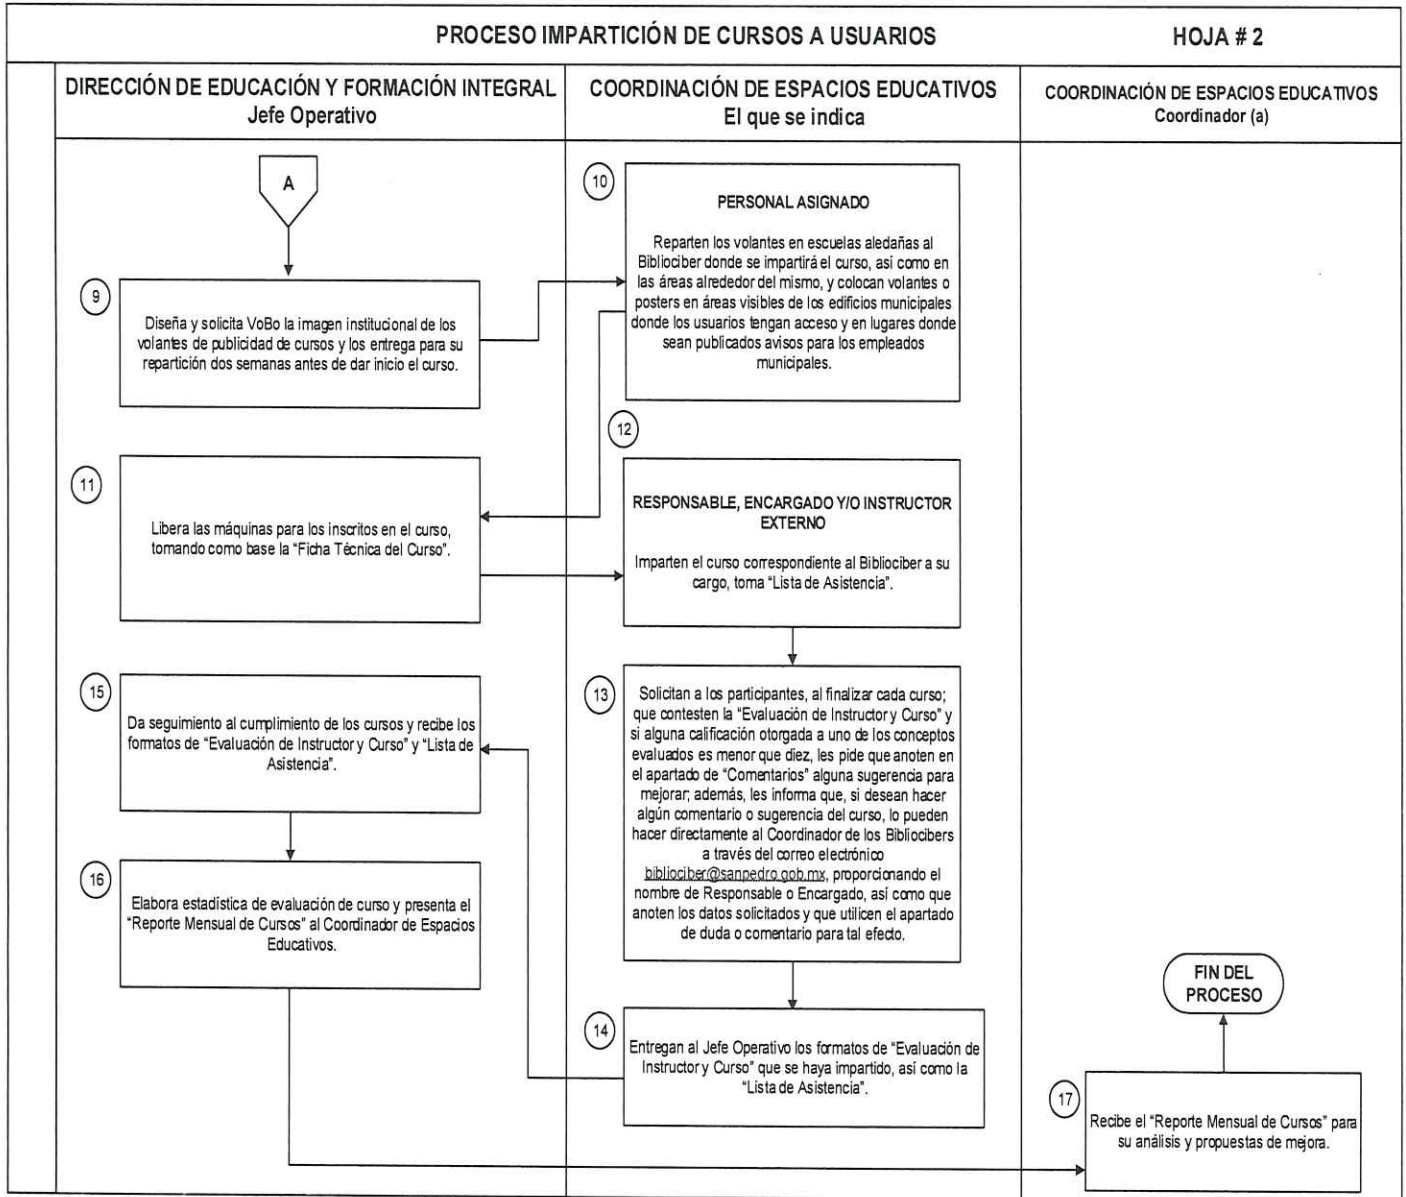 PROCESO IMPARTICIÓN DE CURSOS A USUARIOS
HOJA # 2
DIRECCIÓN DE EDUCACIÓN Y FORMACIÓN INTEGRAL
Jefe Operativo
COORDINACIÓN DE ESPACIOS EDUCATIVOS
El que se indica
COORDINACIÓN DE ESPACIOS EDUCATIVOS
Coordinador (a)
A
9
Diseña y solicita VoBo la imagen institucional de los
volantes de publicidad de cursos y los entrega para su
repartición dos semanas antes de dar inicio el curso.
10
PERSONAL ASIGNADO
Reparten los volantes en escuelas aledañas al
Bibliociber donde se impartirá el curso, así como en
las áreas alrededor del mismo, y colocan volantes o
posters en áreas visibles de los edificios municipales
donde los usuarios tengan acceso y en lugares donde
sean publicados avisos para los empleados
municipales.
11
Libera las máquinas para los inscritos en el curso,
tomando como base la “Ficha Técnica del Curso”.
12
RESPONSABLE, ENCARGADO Y/O INSTRUCTOR
EXTERNO
Imparten el curso correspondiente al Bibliociber a su
cargo, toma “Lista de Asistencia”.
13
Solicitan a los participantes, al finalizar cada curso;
que contesten la “Evaluación de Instructor y Curso” y
si alguna calificación otorgada a uno de los conceptos
evaluados es menor que diez, les pide que anoten en
el apartado de “Comentarios” alguna sugerencia para
mejorar; además, les informa que, si desean hacer
algún comentario o sugerencia del curso, lo pueden
hacer directamente al Coordinador de los Bibliocibers
a través del correo electrónico
bibliociber@sanpedro.gob.mx, proporcionando el
nombre de Responsable o Encargado, así como que
anoten los datos solicitados y que utilicen el apartado
de duda o comentario para tal efecto.
14
Entregan al Jefe Operativo los formatos de “Evaluación de
Instructor y Curso” que se haya impartido, así como la
“Lista de Asistencia”.
15
Da seguimiento al cumplimiento de los cursos y recibe los
formatos de “Evaluación de Instructor y Curso” y “Lista de
Asistencia”.
16
Elabora estadística de evaluación de curso y presenta el
“Reporte Mensual de Cursos” al Coordinador de Espacios
Educativos.
17
Recibe el “Reporte Mensual de Cursos” para
su análisis y propuestas de mejora.
FIN DEL
PROCESO